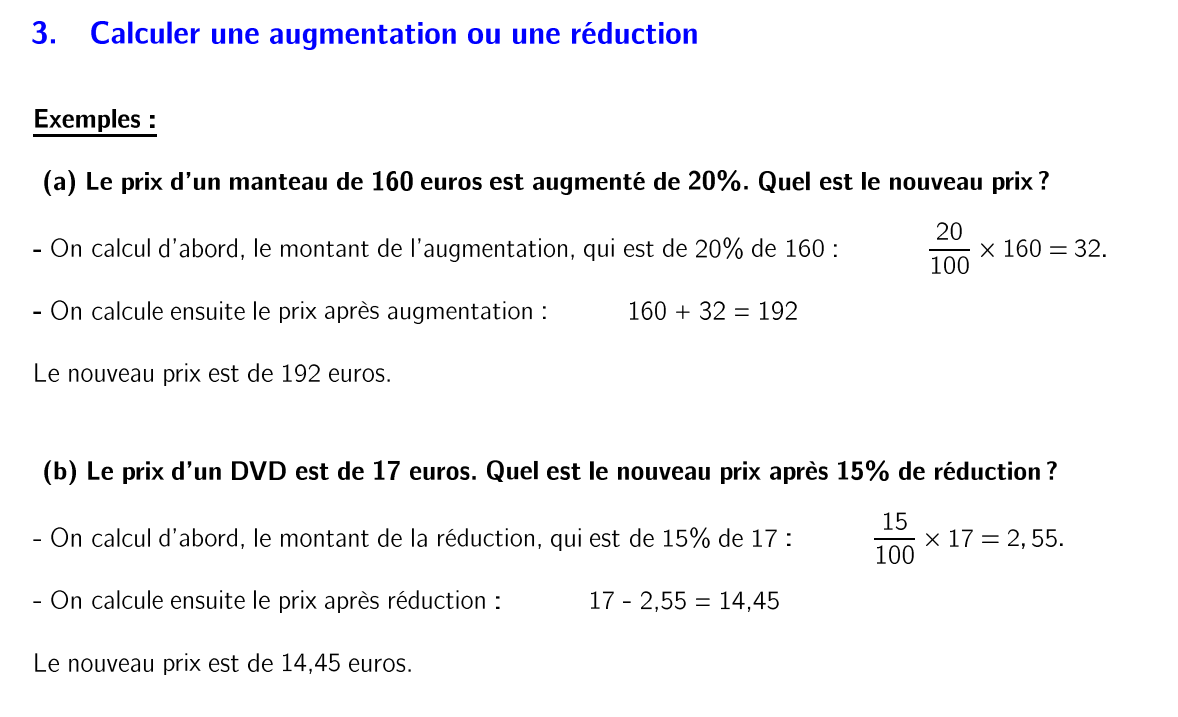 3. Calculer une augmentation ou une réduction
Exemples :
(a) Le prix d'un manteau de 160 euros est augmenté de 20%. Quel est le nouveau prix ?
- On calcul d'abord, le montant de l'augmentation, qui est de 20% de 160 : 20/100 × 160 = 32.
- On calcule ensuite le prix après augmentation : 160 + 32 = 192
Le nouveau prix est de 192 euros.
(b) Le prix d'un DVD est de 17 euros. Quel est le nouveau prix après 15% de réduction ?
- On calcul d'abord, le montant de la réduction, qui est de 15% de 17 : 15/100 × 17 = 2, 55.
- On calcule ensuite le prix après réduction : 17 - 2,55 = 14,45
Le nouveau prix est de 14,45 euros.